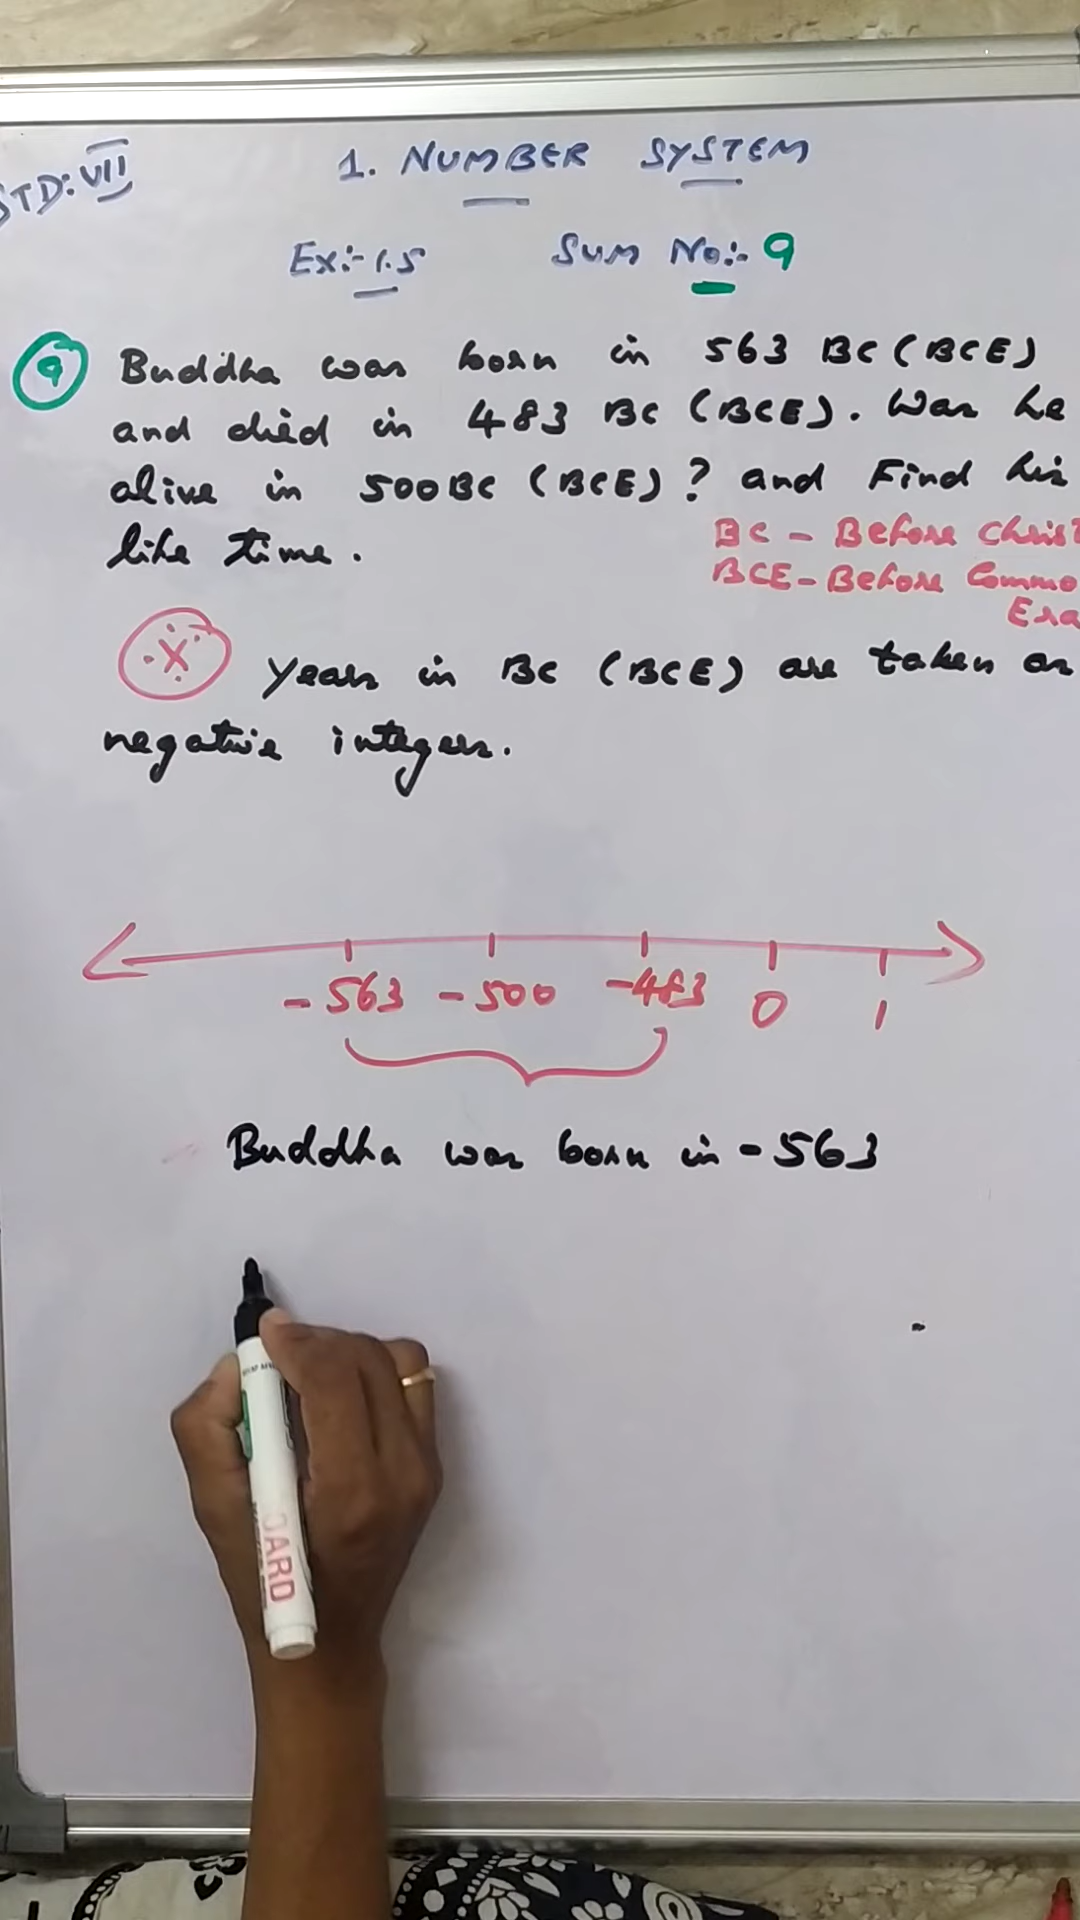 STD: VII
1. NUMBER SYSTEM
Ex:- 1.5 SUM No:- 9
9 Buddha was born in 563 BC (BCE)
and died in 483 BC (BCE). Was he
alive in 500BC (BCE)? and Find his
life time.
BC - Before Christ
BCE - Before Commo
Era
Years in BC (BCE) are taken as
negative integers.
-563 -500 -483 0 1
Buddha was born in -563
OARD